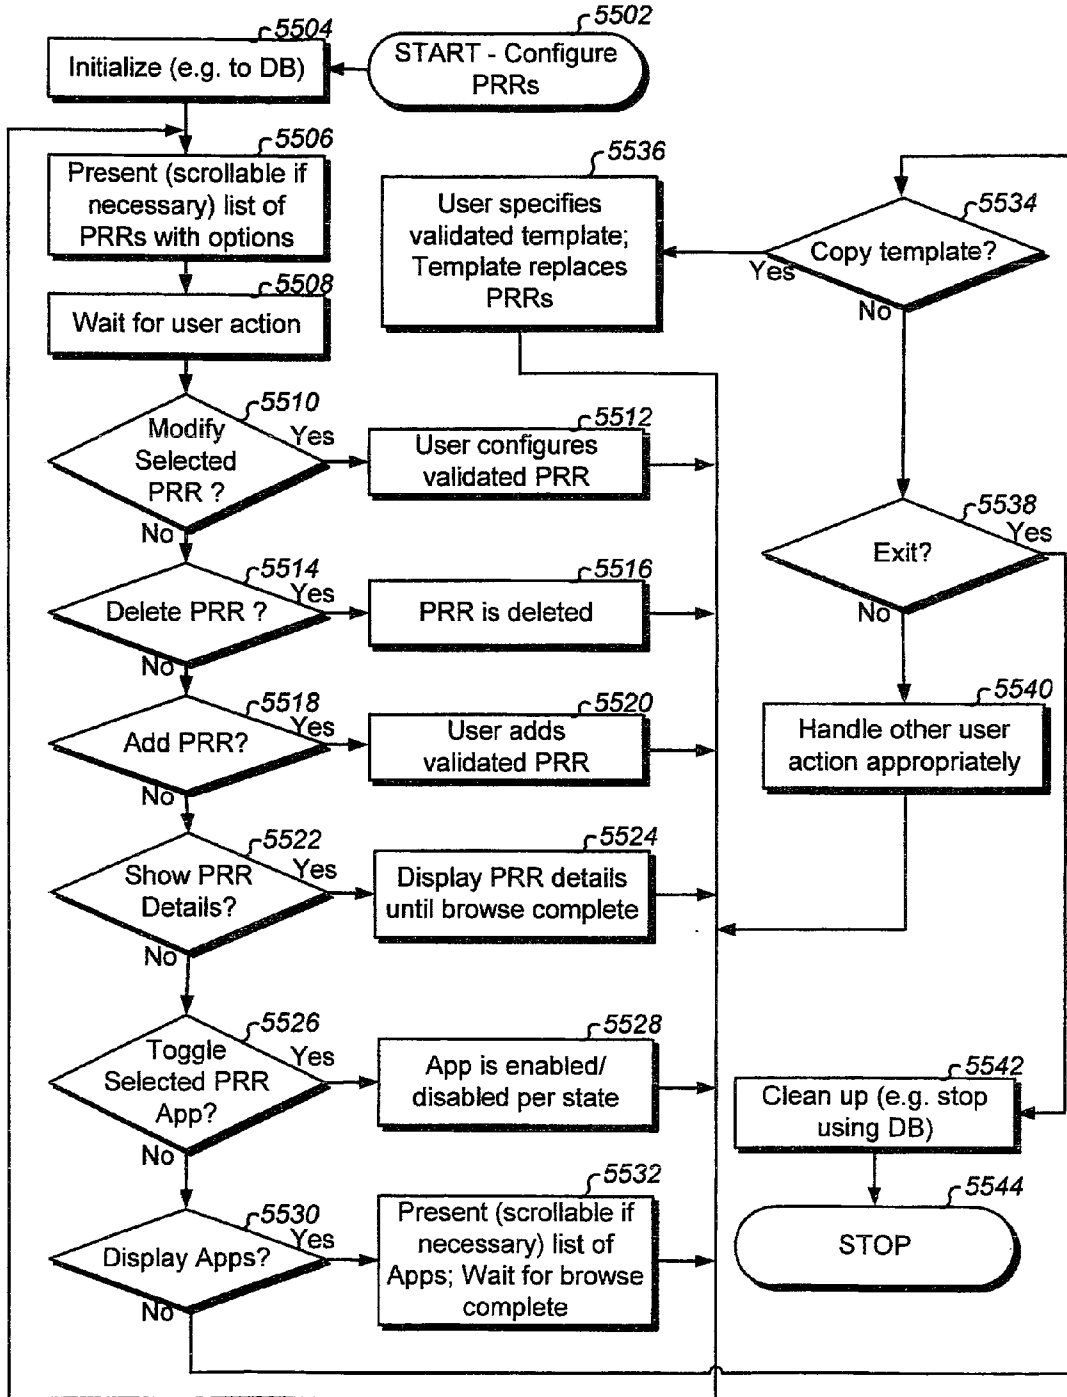 5502
START - Configure
PRRs
5504
Initialize (e.g. to DB)
5506
Present (scrollable if
necessary) list of
PRRs with options
5508
Wait for user action
5510
Modify
Selected
PRR ?
Yes
No
5512
User configures
validated PRR
5514
Delete PRR ?
Yes
No
5516
PRR is deleted
5518
Add PRR?
Yes
No
5520
User adds
validated PRR
5522
Show PRR
Details?
Yes
No
5524
Display PRR details
until browse complete
5526
Toggle
Selected PRR
App?
Yes
No
5528
App is enabled/
disabled per state
5530
Display Apps?
Yes
No
5532
Present (scrollable if
necessary) list of
Apps; Wait for browse
complete
5534
Copy template?
Yes
No
5536
User specifies
validated template;
Template replaces
PRRs
5538
Exit?
Yes
No
5540
Handle other user
action appropriately
5542
Clean up (e.g. stop
using DB)
5544
STOP